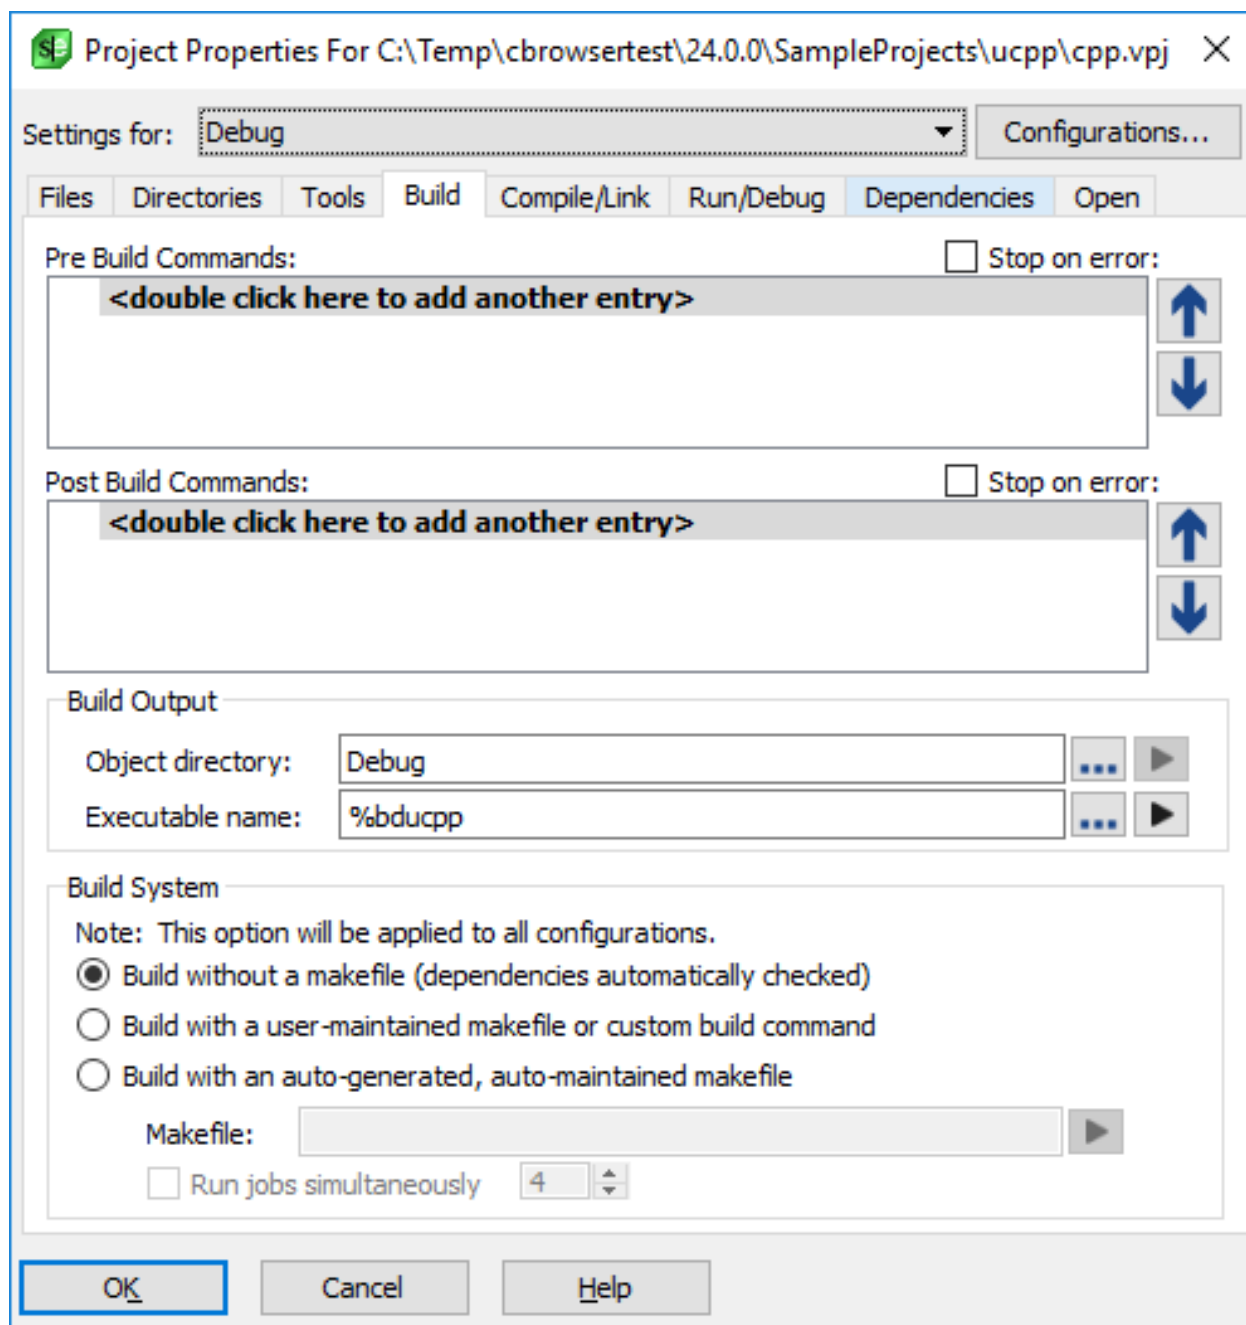 Project Properties For C:\Temp\cbrowsertest\24.0.0\SampleProjects\ucpp\cpp.vpj
Settings for: Debug Configurations...
Files Directories Tools Build Compile/Link Run/Debug Dependencies Open
Pre Build Commands: Stop on error:
<double click here to add another entry>
Post Build Commands: Stop on error:
<double click here to add another entry>
Build Output
Object directory: Debug ...
Executable name: %bducpp ...
Build System
Note: This option will be applied to all configurations.
Build without a makefile (dependencies automatically checked)
Build with a user-maintained makefile or custom build command
Build with an auto-generated, auto-maintained makefile
Makefile:
Run jobs simultaneously 4
OK Cancel Help